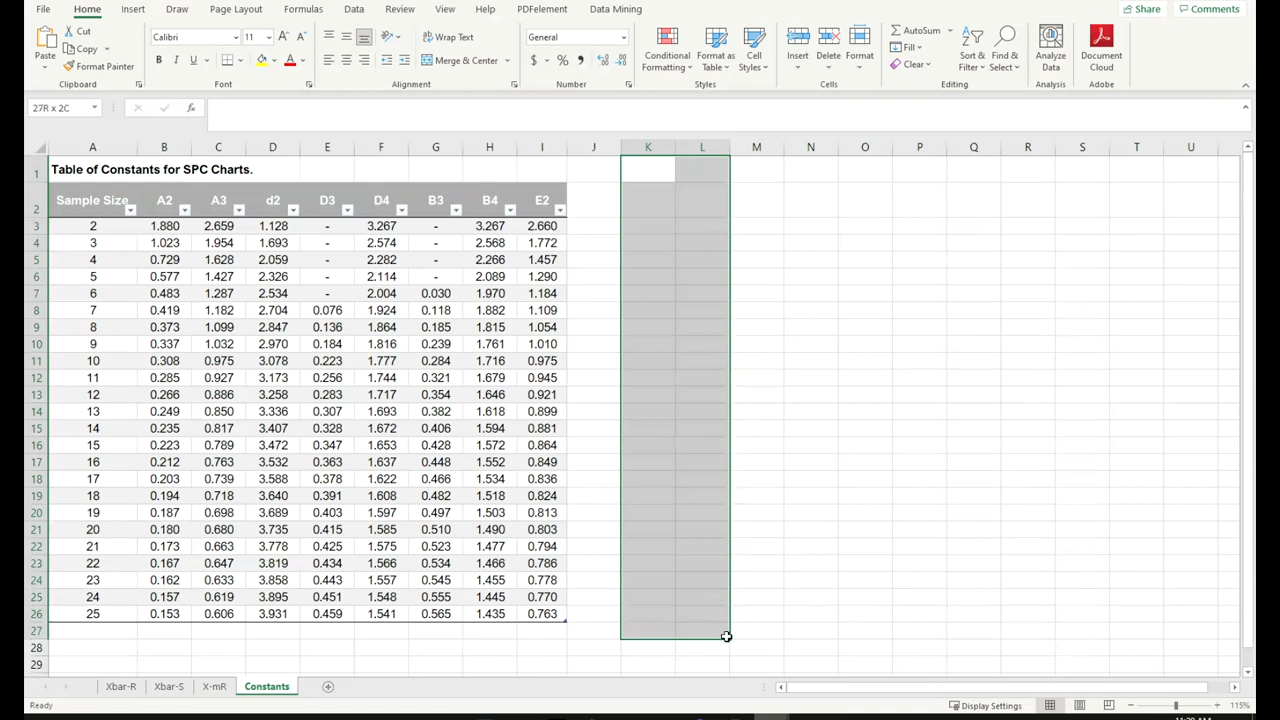 File Home Insert Draw Page Layout Formulas Data Review View Help PDFelement Data Mining Share Comments
Paste Cut Copy Format Painter Clipboard
Calibri 11 A A B I U A Font
Wrap Text Merge & Center Alignment
General $ % Number
Conditional Formatting Format as Table Cell Styles Styles
Insert Delete Format Cells
AutoSum Fill Clear Sort & Filter Find & Select Editing
Analyze Data Analysis
Document Cloud Adobe
27R x 2C fx
A B C D E F G H I J K L M N O P Q R S T U
1 Table of Constants for SPC Charts.
2 Sample Size A2 A3 d2 D3 D4 B3 B4 E2
3 2 1.880 2.659 1.128 - 3.267 - 3.267 2.660
4 3 1.023 1.954 1.693 - 2.574 - 2.568 1.772
5 4 0.729 1.628 2.059 - 2.282 - 2.266 1.457
6 5 0.577 1.427 2.326 - 2.114 - 2.089 1.290
7 6 0.483 1.287 2.534 - 2.004 0.030 1.970 1.184
8 7 0.419 1.182 2.704 0.076 1.924 0.118 1.882 1.109
9 8 0.373 1.099 2.847 0.136 1.864 0.185 1.815 1.054
10 9 0.337 1.032 2.970 0.184 1.816 0.239 1.761 1.010
11 10 0.308 0.975 3.078 0.223 1.777 0.284 1.716 0.975
12 11 0.285 0.927 3.173 0.256 1.744 0.321 1.679 0.945
13 12 0.266 0.886 3.258 0.283 1.717 0.354 1.646 0.921
14 13 0.249 0.850 3.336 0.307 1.693 0.382 1.618 0.899
15 14 0.235 0.817 3.407 0.328 1.672 0.406 1.594 0.881
16 15 0.223 0.789 3.472 0.347 1.653 0.428 1.572 0.864
17 16 0.212 0.763 3.532 0.363 1.637 0.448 1.552 0.849
18 17 0.203 0.739 3.588 0.378 1.622 0.466 1.534 0.836
19 18 0.194 0.718 3.640 0.391 1.608 0.482 1.518 0.824
20 19 0.187 0.698 3.689 0.403 1.597 0.497 1.503 0.813
21 20 0.180 0.680 3.735 0.415 1.585 0.510 1.490 0.803
22 21 0.173 0.663 3.778 0.425 1.575 0.523 1.477 0.794
23 22 0.167 0.647 3.819 0.434 1.566 0.534 1.466 0.786
24 23 0.162 0.633 3.858 0.443 1.557 0.545 1.455 0.778
25 24 0.157 0.619 3.895 0.451 1.548 0.555 1.445 0.770
26 25 0.153 0.606 3.931 0.459 1.541 0.565 1.435 0.763
27
28
29
Xbar-R Xbar-S X-mR Constants
Ready Display Settings 115%